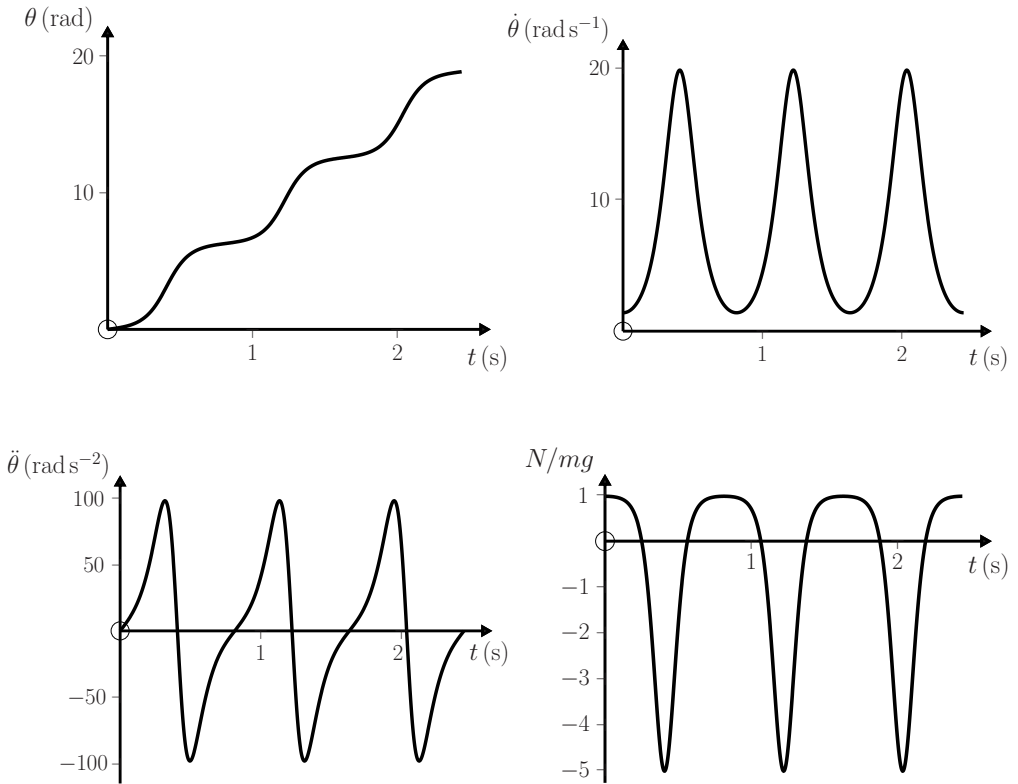 θ (rad)
20
10
1
2
t (s)
θ̇ (rad s⁻¹)
20
10
1
2
t (s)
θ̈ (rad s⁻²)
100
50
−50
−100
1
2
t (s)
N/mg
1
−1
−2
−3
−4
−5
1
2
t (s)